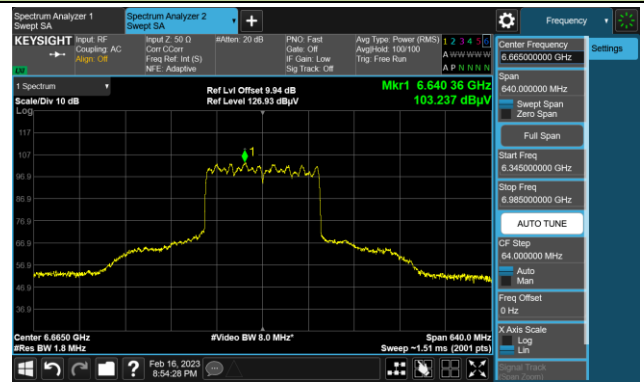 Spectrum Analyzer 1
Swept SA
Spectrum Analyzer 2
Swept SA
Frequency
KEYSIGHT
Input: RF
Coupling: AC
Align: Off
Input Z: 50 Ω
Corr CCorr
Freq Ref: Int (S)
NFE: Adaptive
#Atten: 20 dB
PNO: Fast
Gate: Off
IF Gain: Low
Sig Track: Off
Avg Type: Power (RMS)
Avg|Hold: 100/100
Trig: Free Run
1 2 3 4 5 6
A W W W W W
A P N N N N
LW
1 Spectrum
Scale/Div 10 dB
Log
Ref Lvl Offset 9.94 dB
Ref Level 126.93 dBµV
Mkr1 6.640 36 GHz
103.237 dBµV
117
107
96.9
86.9
76.9
66.9
56.9
46.9
36.9
1
Center 6.6650 GHz
#Res BW 1.8 MHz
#Video BW 8.0 MHz*
Span 640.0 MHz
Sweep ~1.51 ms (2001 pts)
Center Frequency
6.665000000 GHz
Span
640.000000 MHz
Swept Span
Zero Span
Full Span
Start Freq
6.345000000 GHz
Stop Freq
6.985000000 GHz
AUTO TUNE
CF Step
64.000000 MHz
Auto
Man
Freq Offset
0 Hz
X Axis Scale
Log
Lin
Signal Track
(Span Zoom)
Settings
?
Feb 16, 2023
8:54:28 PM